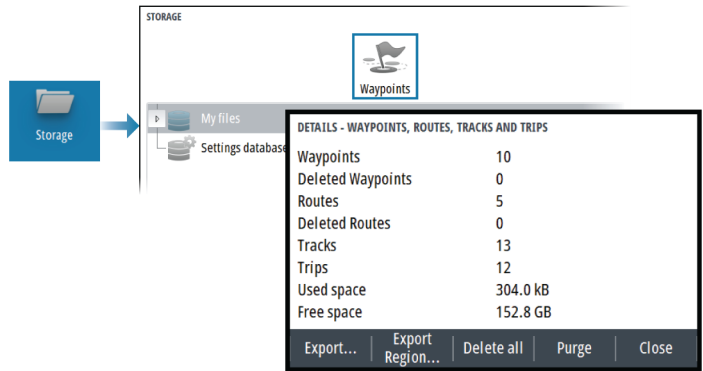 STORAGE
Waypoints
Storage
My files
Settings database
DETAILS - WAYPOINTS, ROUTES, TRACKS AND TRIPS
Waypoints 10
Deleted Waypoints 0
Routes 5
Deleted Routes 0
Tracks 13
Trips 12
Used space 304.0 kB
Free space 152.8 GB
Export... Export Region... Delete all Purge Close